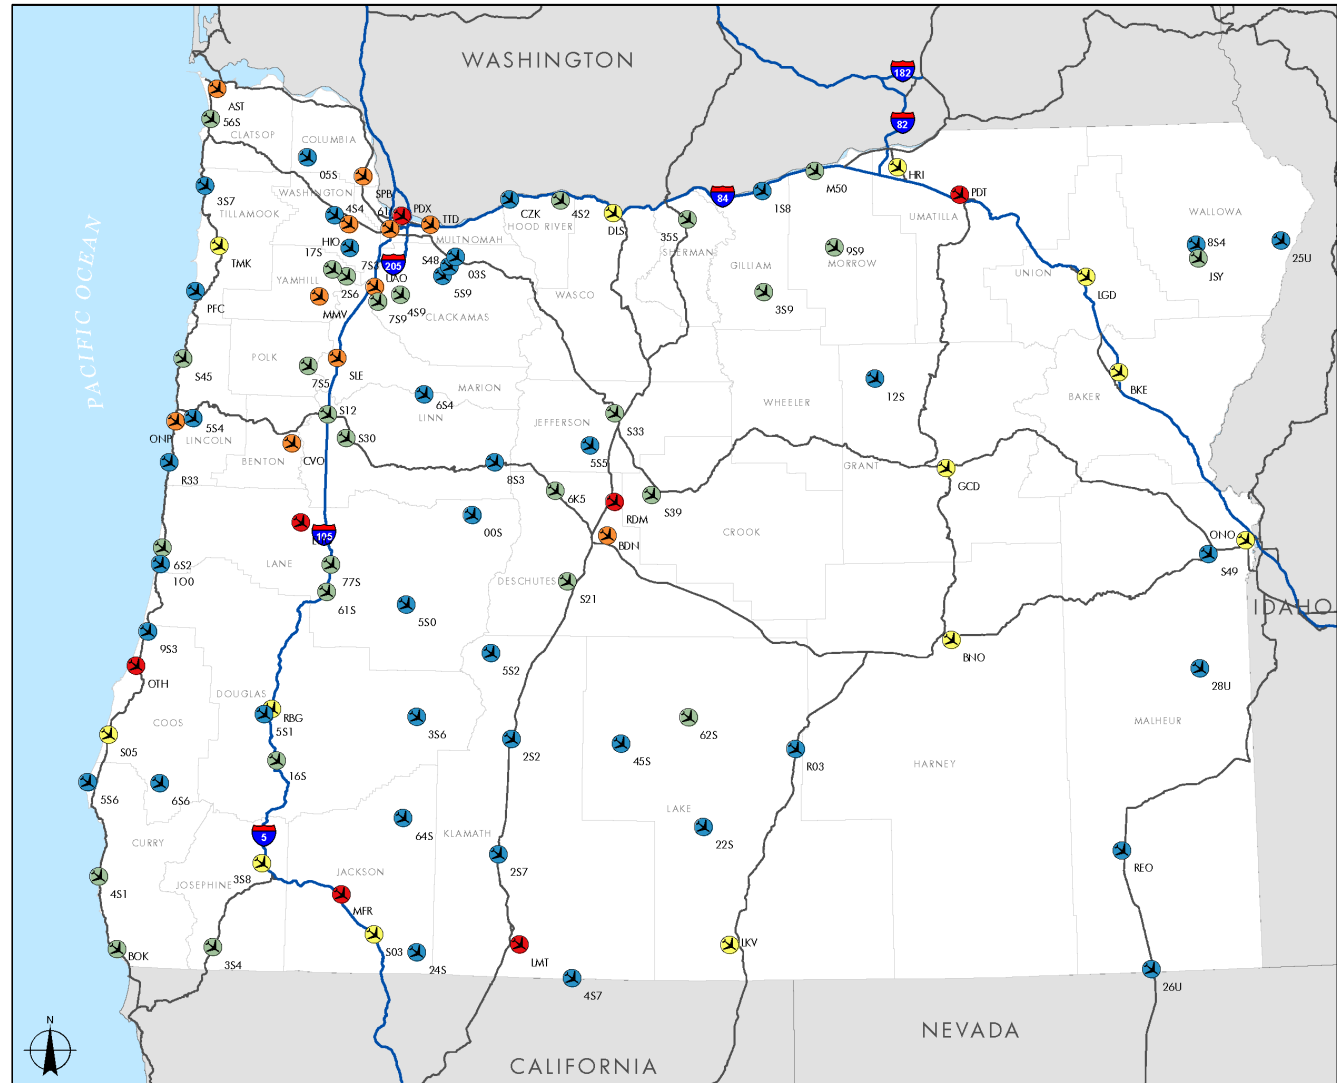 WASHINGTON
182
82
AST
56S
CLATSOP
COLUMBIA
05S
HRI
M50
SPB
WASHINGTON
3S7
TILLAMOOK
4S4
PDX
TTD
CZK
4S2
HOOD RIVER
DLS
84
1S8
PDT
UMATILLA
WALLOWA
35S
SHERMAN
HIO
17S
MULTNOMAH
S48
03S
5S9
205
7S3
TMK
YAMHILL
2S6
UAO
GILLIAM
9S9
MORROW
UNION
8S4
JSY
25U
PACIFIC OCEAN
PFC
MMV
7S9
4S9
CLACKAMAS
WASCO
3S9
LGD
S45
POLK
7S5
SLE
MARION
6S4
LINN
WHEELER
12S
BAKER
BKE
S12
JEFFERSON
S33
ONP
5S4
LINCOLN
S30
5S5
BENTON
CVO
R33
8S3
6K5
GRANT
GCD
S39
RDM
00S
105
BDN
CROOK
ONO
S49
6S2
1O0
LANE
77S
61S
DESCHUTES
S21
IDAHO
5S0
9S3
OTH
5S2
BNO
28U
DOUGLAS
RBG
5S1
COOS
S05
3S6
62S
MALHEUR
2S2
45S
R03
16S
HARNEY
5S6
6S6
LAKE
64S
22S
CURRY
5
KLAMATH
2S7
REO
3S8
JACKSON
JOSEPHINE
4S1
MFR
BOK
3S4
S03
24S
LMT
LKV
4S7
26U
N
NEVADA
CALIFORNIA